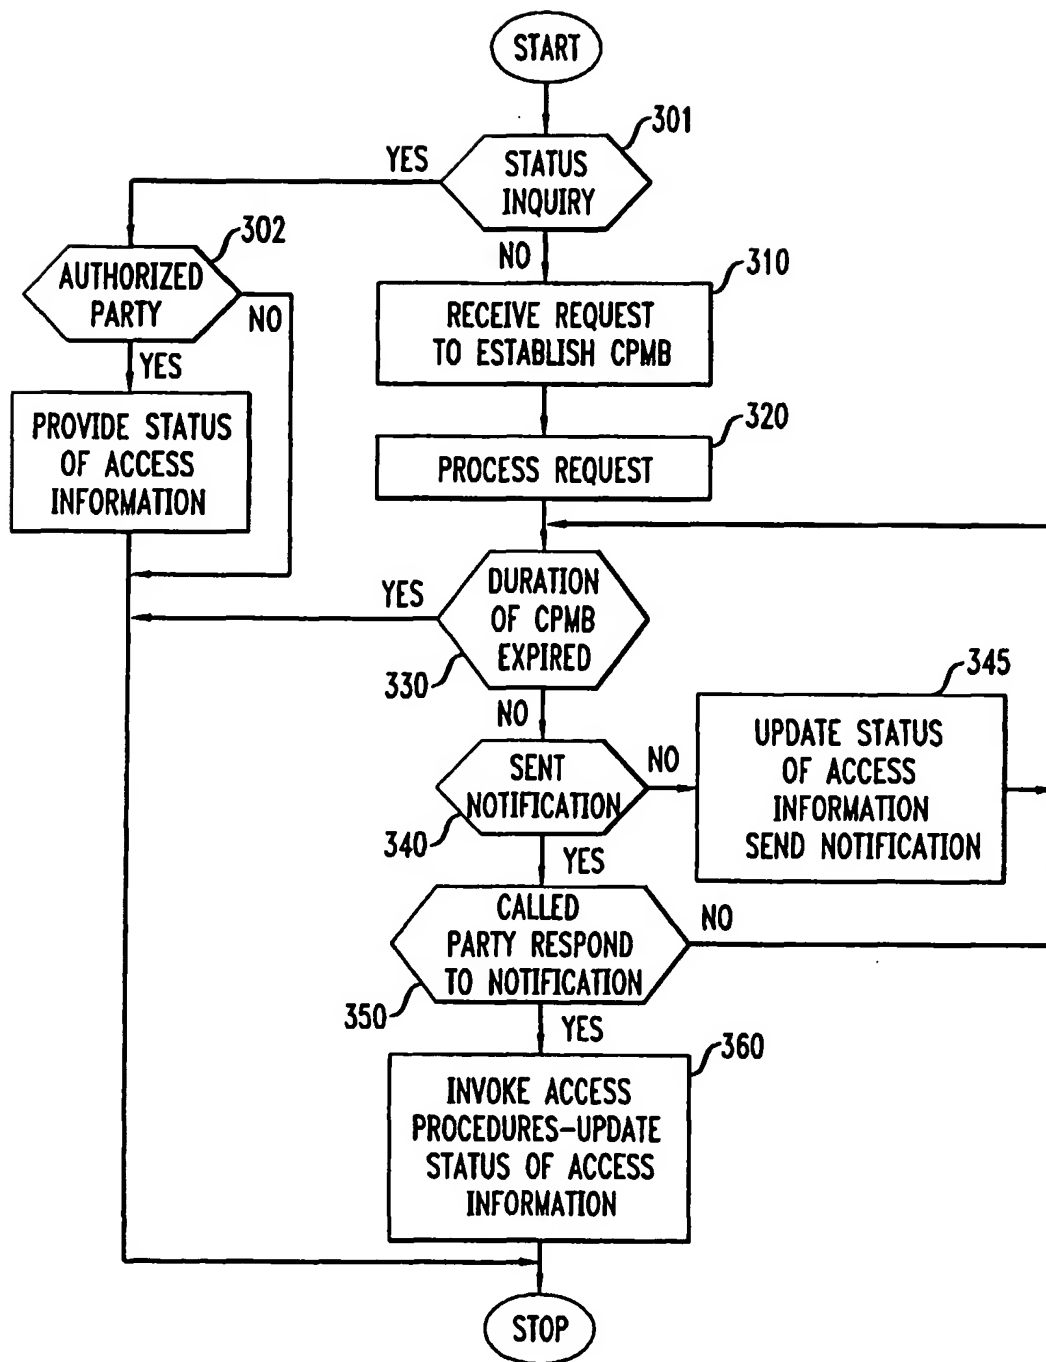 START
301
STATUS
INQUIRY
YES
NO
302
AUTHORIZED
PARTY
NO
YES
310
RECEIVE REQUEST
TO ESTABLISH CPMB
PROVIDE STATUS
OF ACCESS
INFORMATION
320
PROCESS REQUEST
DURATION
OF CPMB
EXPIRED
YES
330
NO
345
UPDATE STATUS
OF ACCESS
INFORMATION
SEND NOTIFICATION
SENT
NOTIFICATION
NO
340
YES
CALLED
PARTY RESPOND
TO NOTIFICATION
NO
350
YES
360
INVOKE ACCESS
PROCEDURES-UPDATE
STATUS OF ACCESS
INFORMATION
STOP